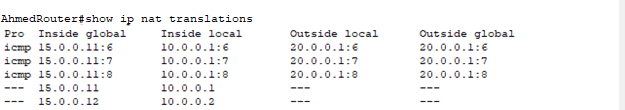 AhmedRouter#show ip nat translations
Pro Inside global Inside local Outside local Outside global
icmp 15.0.0.11:6 10.0.0.1:6 20.0.0.1:6 20.0.0.1:6
icmp 15.0.0.11:7 10.0.0.1:7 20.0.0.1:7 20.0.0.1:7
icmp 15.0.0.11:8 10.0.0.1:8 20.0.0.1:8 20.0.0.1:8
--- 15.0.0.11 10.0.0.1 --- ---
--- 15.0.0.12 10.0.0.2 --- ---